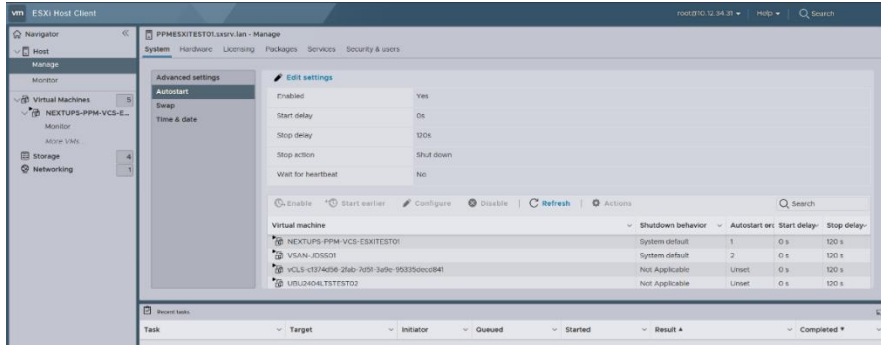 vm ESXi Host Client
root@10.12.34.31 Help Search
Navigator
Host
Manage
Monitor
Virtual Machines 5
NEXTUPS-PPM-VCS-E...
Monitor
More VMs...
Storage 4
Networking 1
PPMESXITEST01.sxsrv.lan - Manage
System Hardware Licensing Packages Services Security & users
Advanced settings
Autostart
Swap
Time & date
Edit settings
Enabled Yes
Start delay 0s
Stop delay 120s
Stop action Shut down
Wait for heartbeat No
Enable Start earlier Configure Disable | Refresh | Actions Search
Virtual machine Shutdown behavior Autostart orc Start delay Stop delay
NEXTUPS-PPM-VCS-ESXITEST01 System default 1 0 s 120 s
VSAN-JDSS01 System default 2 0 s 120 s
vCLS-c1374d56-2fab-7d51-3a9e-95335decd841 Not Applicable Unset 0 s 120 s
UBU2404LTSTEST02 Not Applicable Unset 0 s 120 s
Recent tasks
Task Target Initiator Queued Started Result Completed